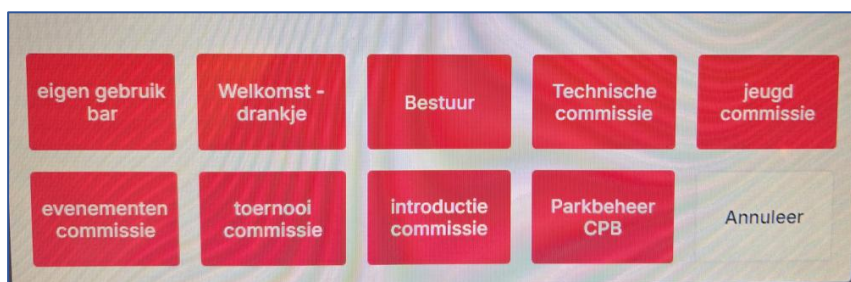 eigen gebruik
bar
Welkomst -
drankje
Bestuur
Technische
commissie
jeugd
commissie
evenementen
commissie
toernooi
commissie
introductie
commissie
Parkbeheer
CPB
Annuleer